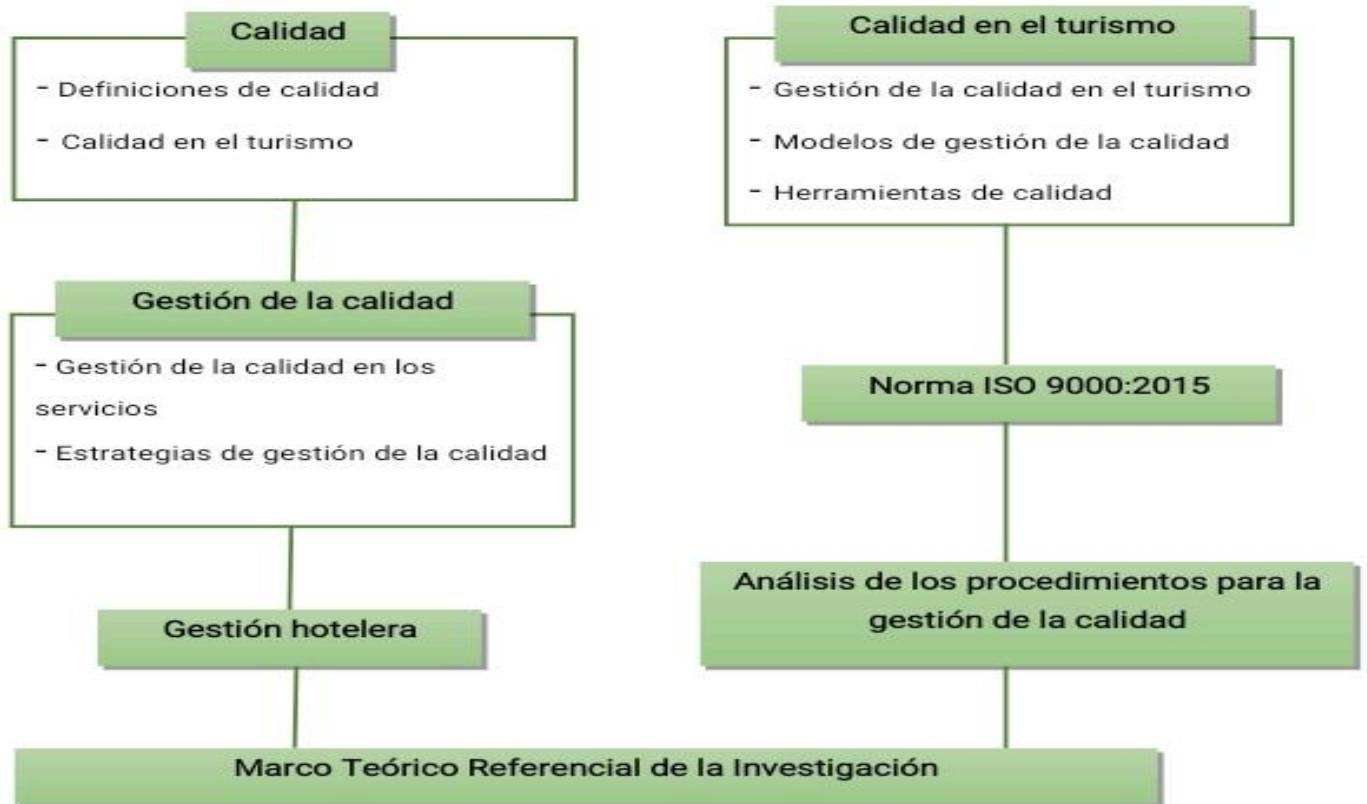 Calidad
- Definiciones de calidad
- Calidad en el turismo
Gestión de la calidad
- Gestión de la calidad en los
servicios
- Estrategias de gestión de la calidad
Gestión hotelera
Calidad en el turismo
- Gestión de la calidad en el turismo
- Modelos de gestión de la calidad
- Herramientas de calidad
Norma ISO 9000:2015
Análisis de los procedimientos para la
gestión de la calidad
Marco Teórico Referencial de la Investigación